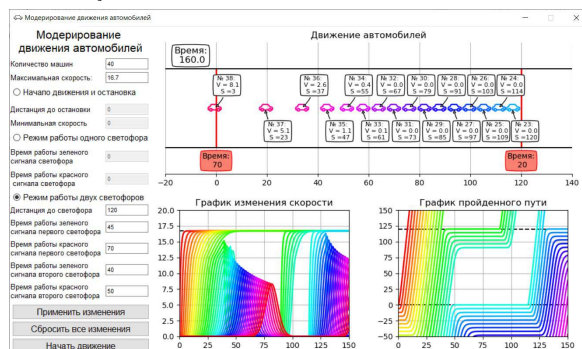 Модерирование движения автомобилей
Модерирование
движения автомобилей
Количество машин 40
Максимальная скорость: 16.7
Начало движения и остановка
Дистанция до остановки 0
Минимальная скорость 0
Режим работы одного светофора
Время работы зеленого
сигнала светофора 0
Время работы красного
сигнала светофора 0
Режим работы двух светофоров
Дистанция до светофора 120
Время работы зеленого
сигнала первого светофора 45
Время работы красного
сигнала первого светофора 70
Время работы зеленого
сигнала второго светофора 40
Время работы красного
сигнала второго светофора 50
Применить изменения
Сбросить все изменения
Начать движение
Движение автомобилей
Время:
160.0
№ 38:
V = 8.1
S =3
№ 36:
V = 2.6
S =37
№ 34:
V = 0.4
S =55
№ 32:
V = 0.0
S =67
№ 30:
V = 0.0
S =79
№ 28:
V = 0.0
S =91
№ 26:
V = 0.0
S =103
№ 24:
V = 0.0
S =114
№ 37:
V = 5.1
S =23
№ 35:
V = 1.1
S =47
№ 33:
V = 0.1
S =61
№ 31:
V = 0.0
S =73
№ 29:
V = 0.0
S =85
№ 27:
V = 0.0
S =97
№ 25:
V = 0.0
S =109
№ 23:
V = 0.0
S =120
Время:
70
Время:
20
−20 0 20 40 60 80 100 120 140
График изменения скорости
20.0
17.5
15.0
12.5
10.0
7.5
5.0
2.5
0.0
0 25 50 75 100 125 150
График пройденного пути
150
125
100
75
50
25
0
−25
−50
0 25 50 75 100 125 150